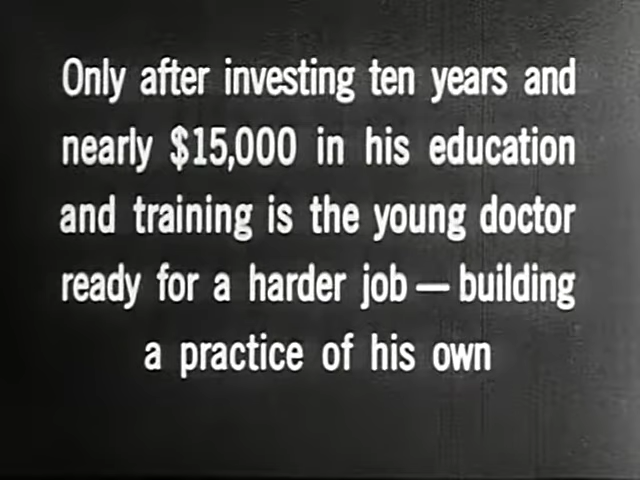 Only after investing ten years and
nearly $15,000 in his education
and training is the young doctor
ready for a harder job — building
a practice of his own